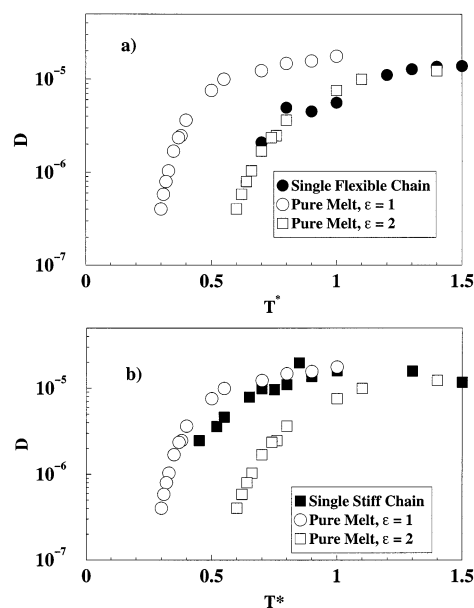 a)
10⁻⁵
D
10⁻⁶
10⁻⁷
● Single Flexible Chain
○ Pure Melt, ε = 1
□ Pure Melt, ε = 2
0 0.5 1 1.5
T*
b)
10⁻⁵
D
10⁻⁶
10⁻⁷
■ Single Stiff Chain
○ Pure Melt, ε = 1
□ Pure Melt, ε = 2
0 0.5 1 1.5
T*